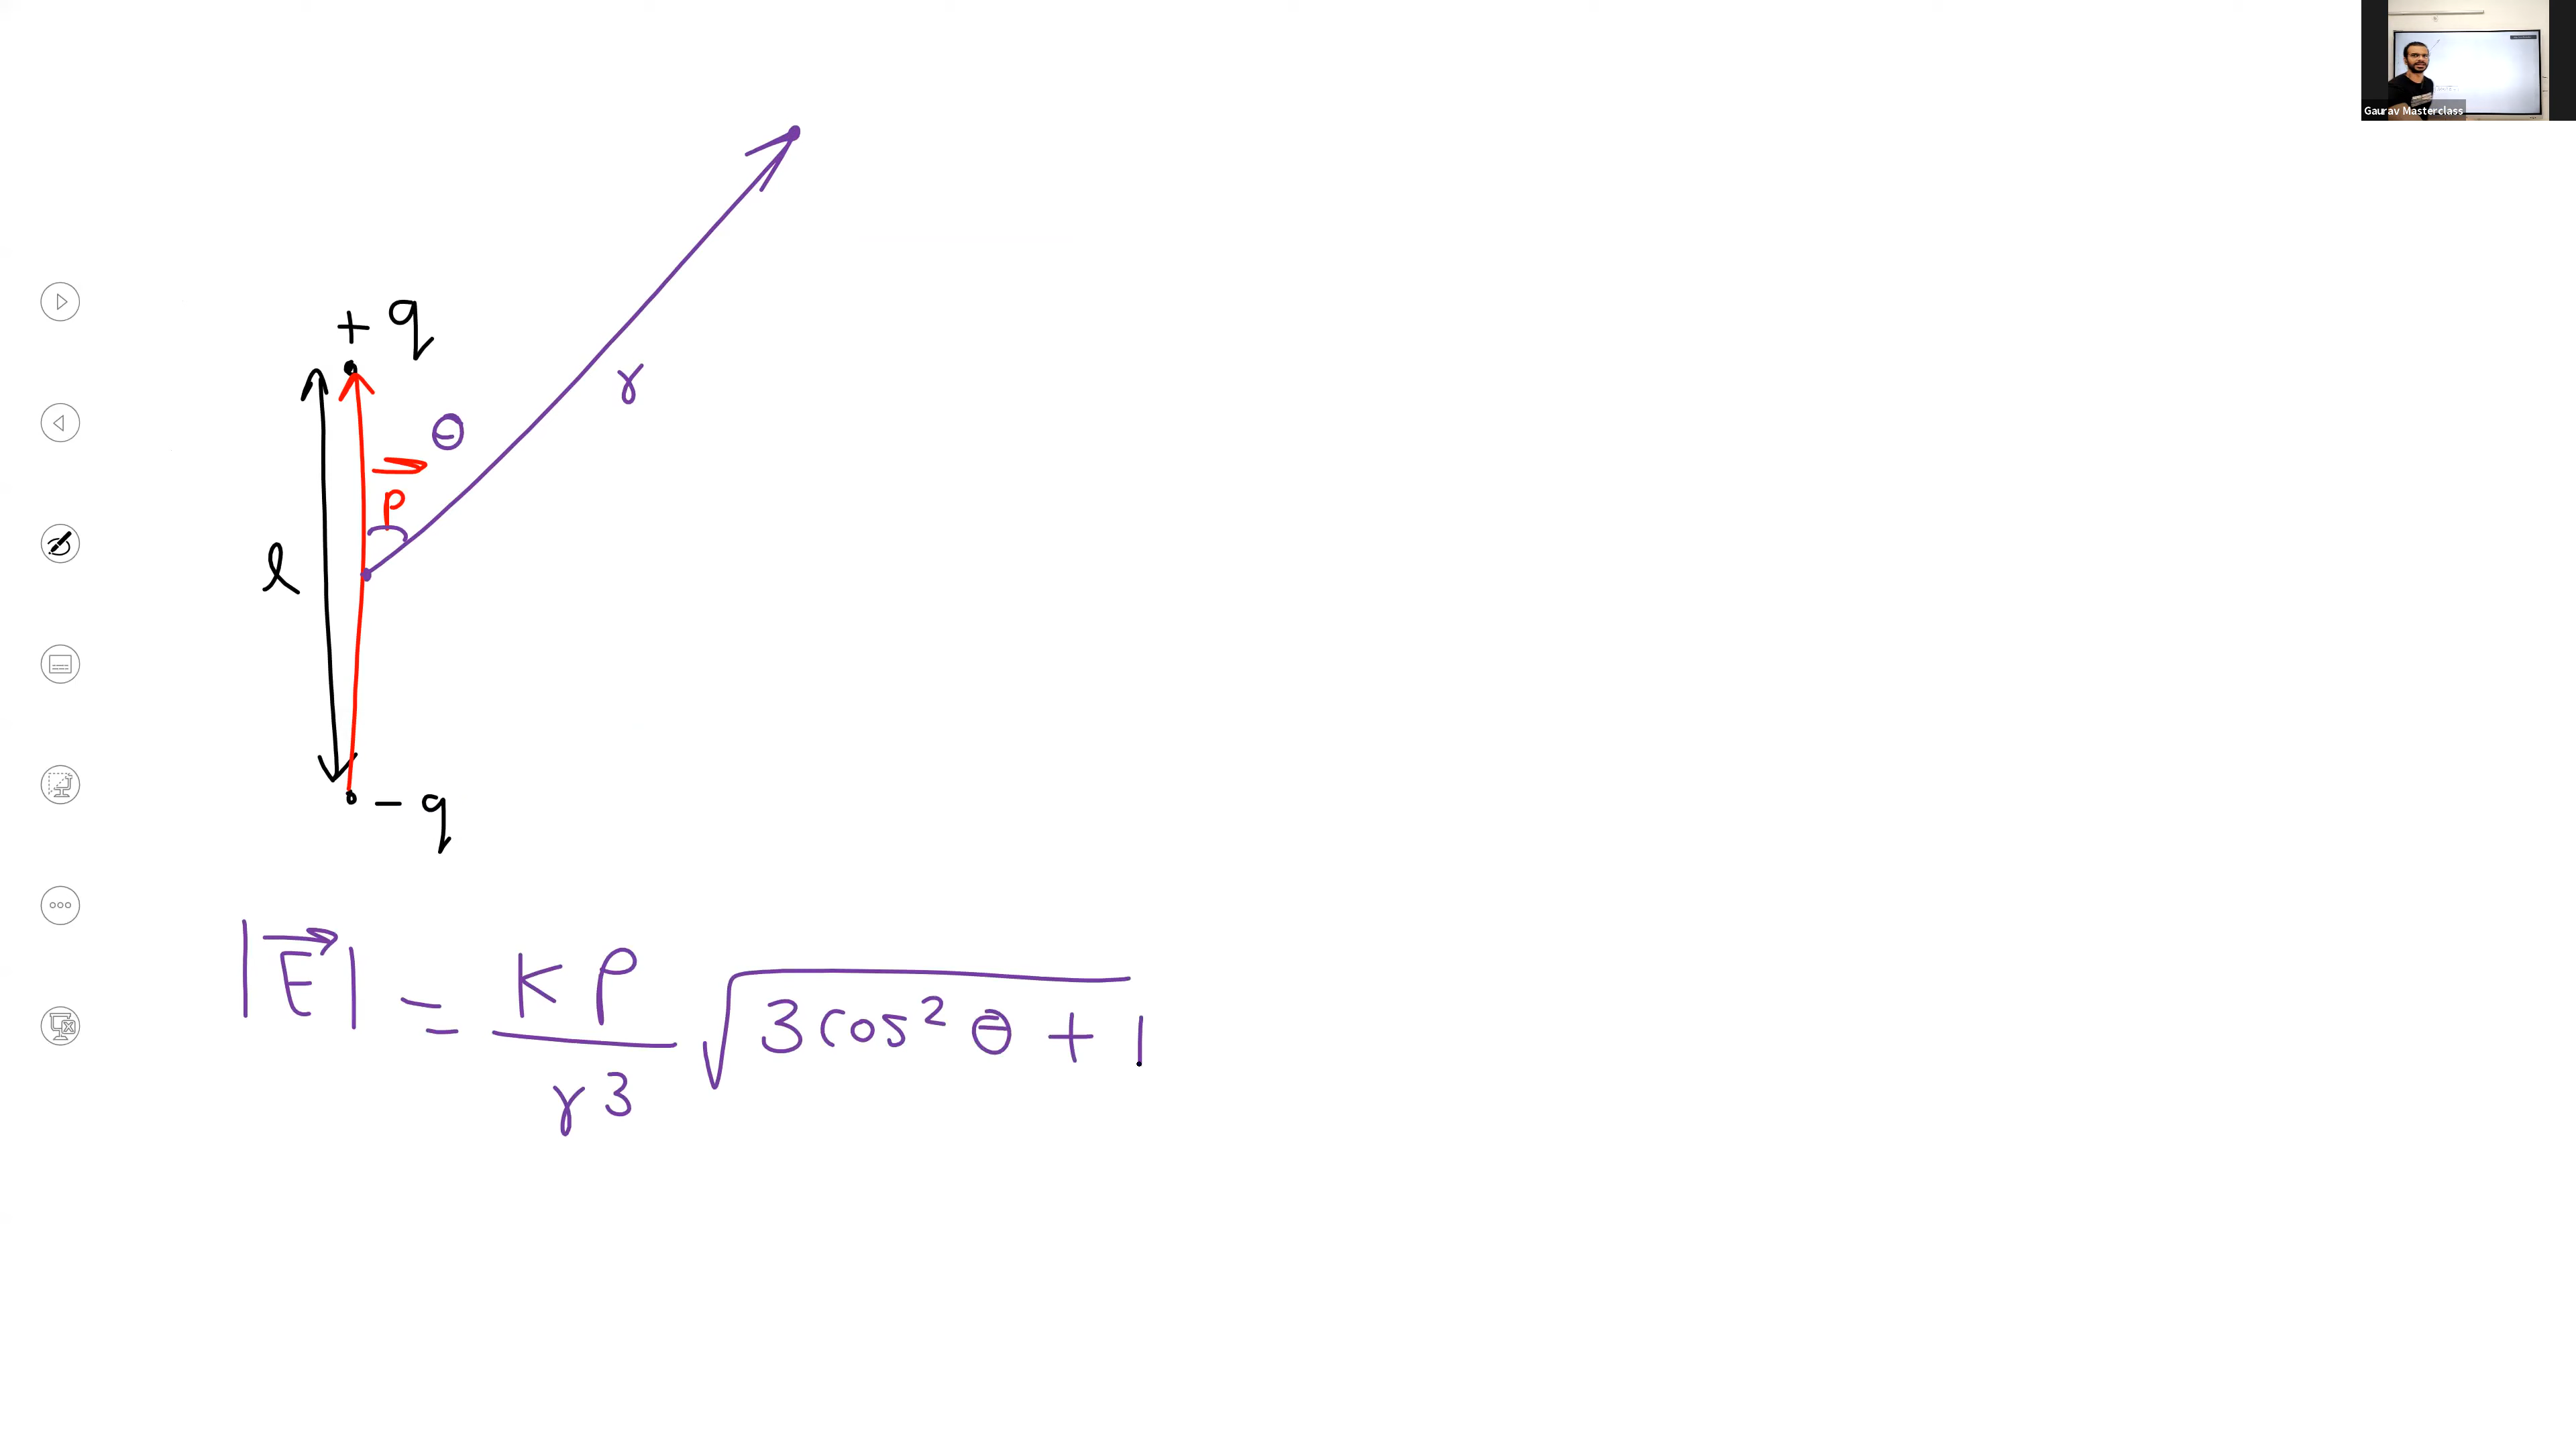 Gaurav Masterclass
+q
θ
r
p⃗
l
-q
|E⃗| = KP/r³ √(3cos²θ + 1)